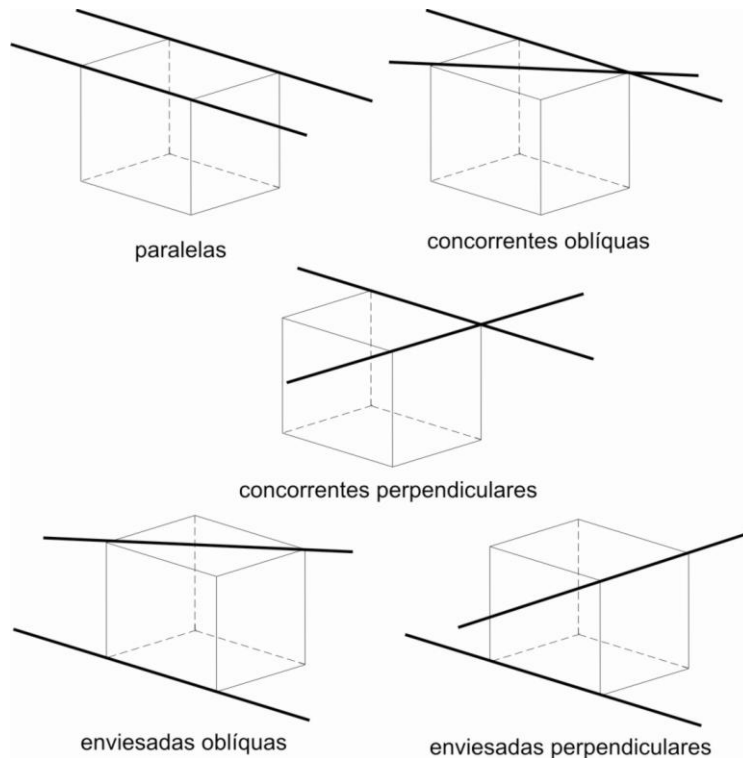 paralelas
concorrentes oblíquas
concorrentes perpendiculares
enviesadas oblíquas
enviesadas perpendiculares